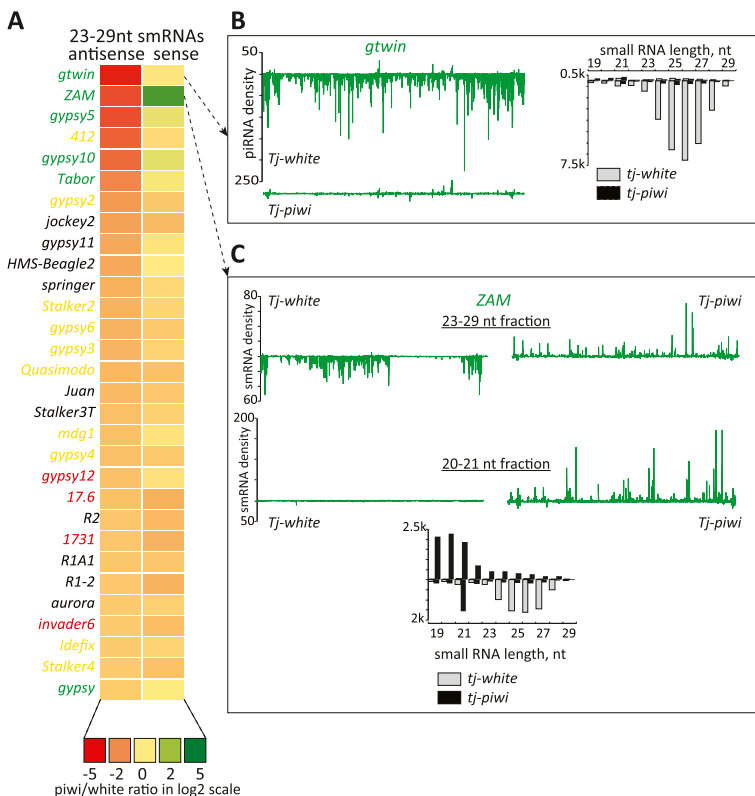 A
23-29nt smRNAs
antisense sense
gtwin
ZAM
gypsy5
412
gypsy10
Tabor
gypsy2
jockey2
gypsy11
HMS-Beagle2
springer
Stalker2
gypsy6
gypsy3
Quasimodo
Juan
Stalker3T
mdg1
gypsy4
gypsy12
17.6
R2
1731
R1A1
R1-2
aurora
invader6
Idefix
Stalker4
gypsy
-5 -2 0 2 5
piwi/white ratio in log2 scale
B
gtwin
50
piRNA density
Tj-white
250
Tj-piwi
small RNA length, nt
19 21 23 25 27 29
0.5k
7.5k
tj-white
tj-piwi
C
Tj-white ZAM Tj-piwi
80
smRNA density
60
23-29 nt fraction
200
smRNA density
50
20-21 nt fraction
Tj-white Tj-piwi
2.5k
2k
19 21 23 25 27 29
small RNA length, nt
tj-white
tj-piwi